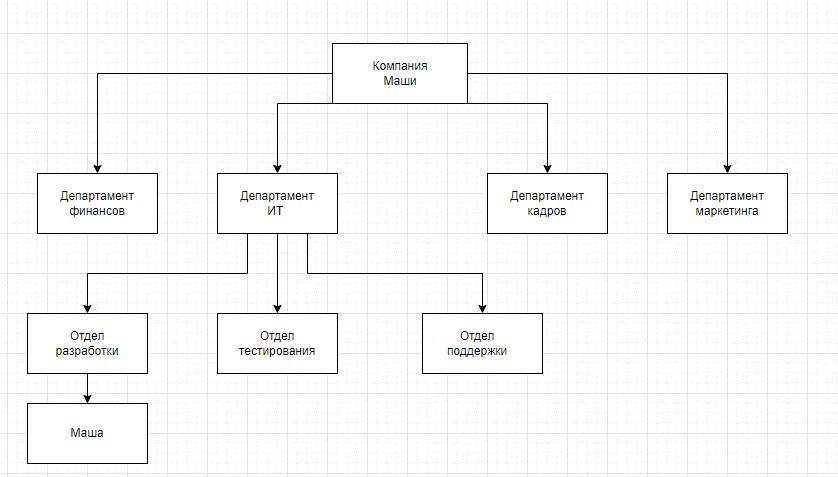 Компания
Маши
Департамент
финансов
Департамент
ИТ
Департамент
кадров
Департамент
маркетинга
Отдел
разработки
Отдел
тестирования
Отдел
поддержки
Маша